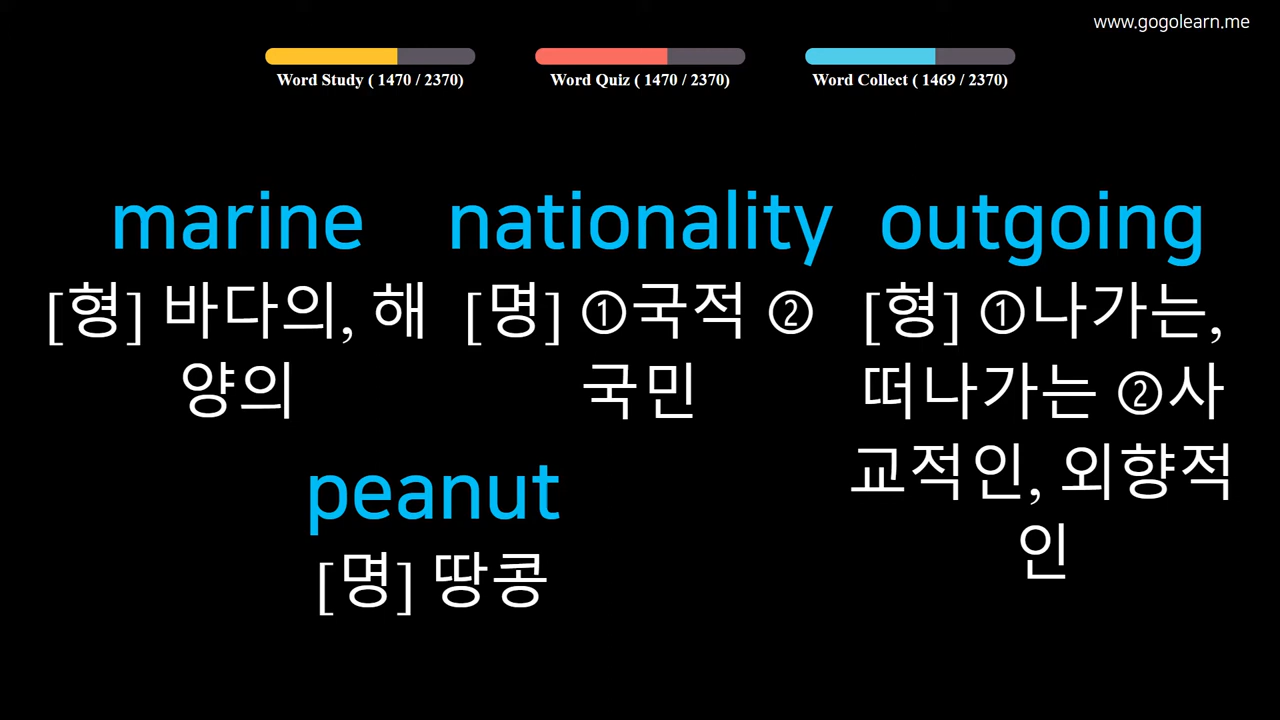 www.gogolearn.me
Word Study ( 1470 / 2370)
Word Quiz ( 1470 / 2370)
Word Collect ( 1469 / 2370)
marine
[형] 바다의, 해
양의
nationality
[명] ①국적 ②
국민
outgoing
[형] ①나가는,
떠나가는 ②사
교적인, 외향적
인
peanut
[명] 땅콩